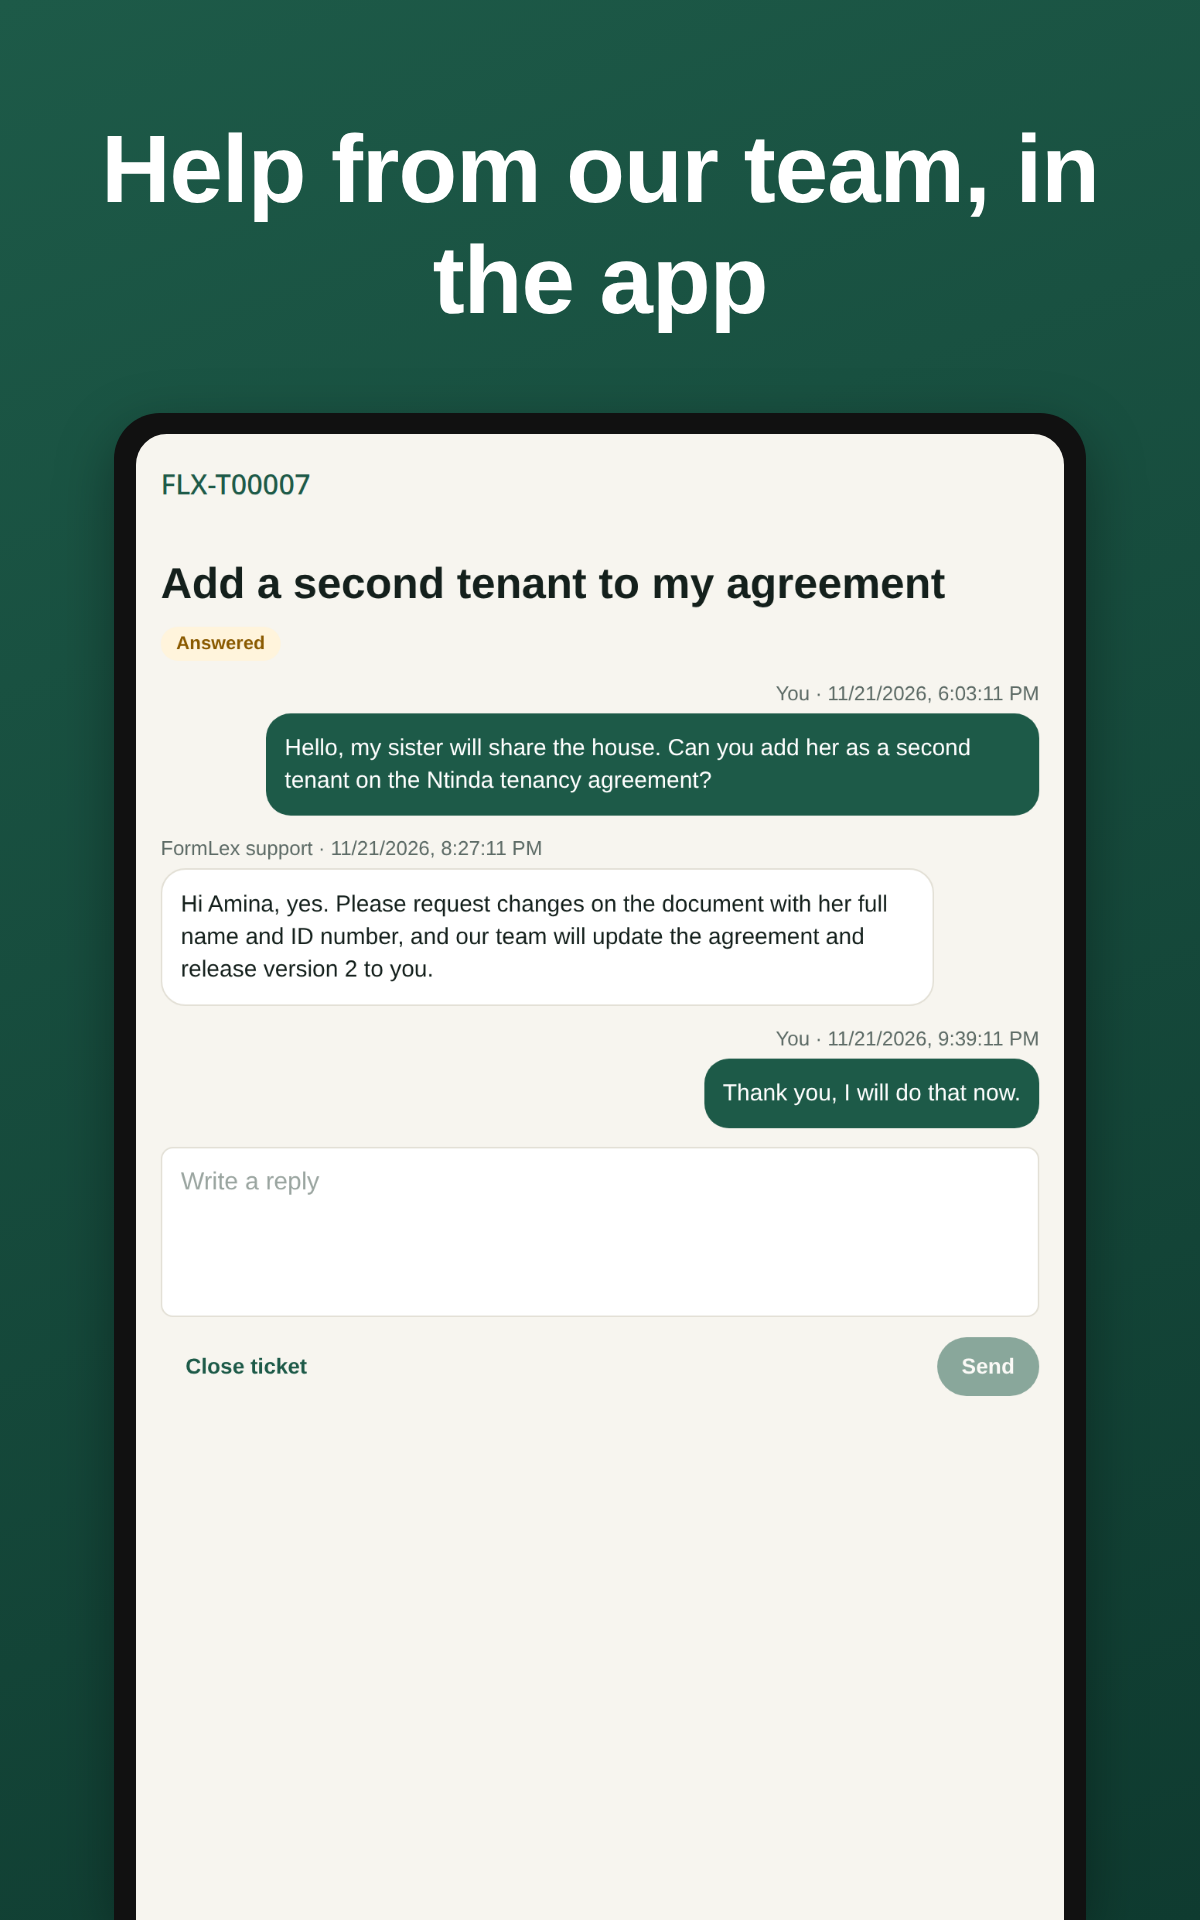 Help from our team, in
the app
FLX-T00007
Add a second tenant to my agreement
Answered
You · 11/21/2026, 6:03:11 PM
Hello, my sister will share the house. Can you add her as a second
tenant on the Ntinda tenancy agreement?
FormLex support · 11/21/2026, 8:27:11 PM
Hi Amina, yes. Please request changes on the document with her full
name and ID number, and our team will update the agreement and
release version 2 to you.
You · 11/21/2026, 9:39:11 PM
Thank you, I will do that now.
Write a reply
Close ticket
Send